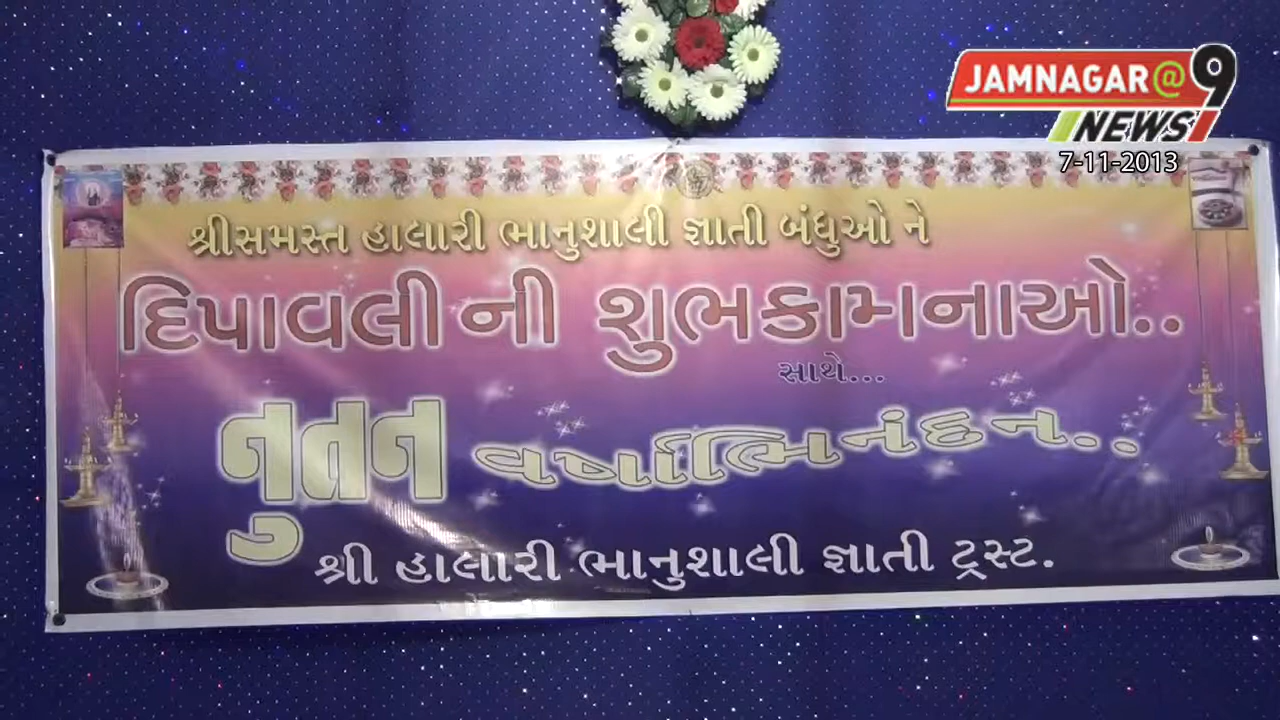 JAMNAGAR@9
NEWS
7-11-2013
શ્રીસમસ્ત હાલારી ભાનુશાલી જ્ઞાતી બંધુઓ ને
દિપાવલી ની શુભકામનાઓ..
સાથે...
નુતન વર્ષાભિનંદન..
શ્રી હાલારી ભાનુશાલી જ્ઞાતી ટ્રસ્ટ.